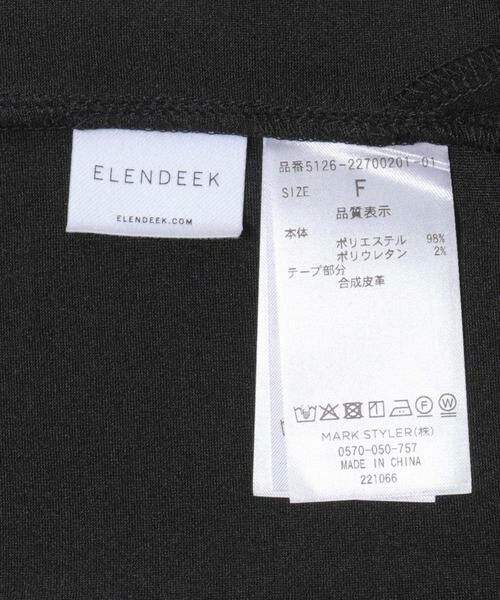 ELENDEEK
ELENDEEK.COM
品番5126-22700201-01
SIZE F
品質表示
本体
ポリエステル 98%
ポリウレタン 2%
テープ部分
合成皮革
MARK STYLER(株)
0570-050-757
MADE IN CHINA
221066